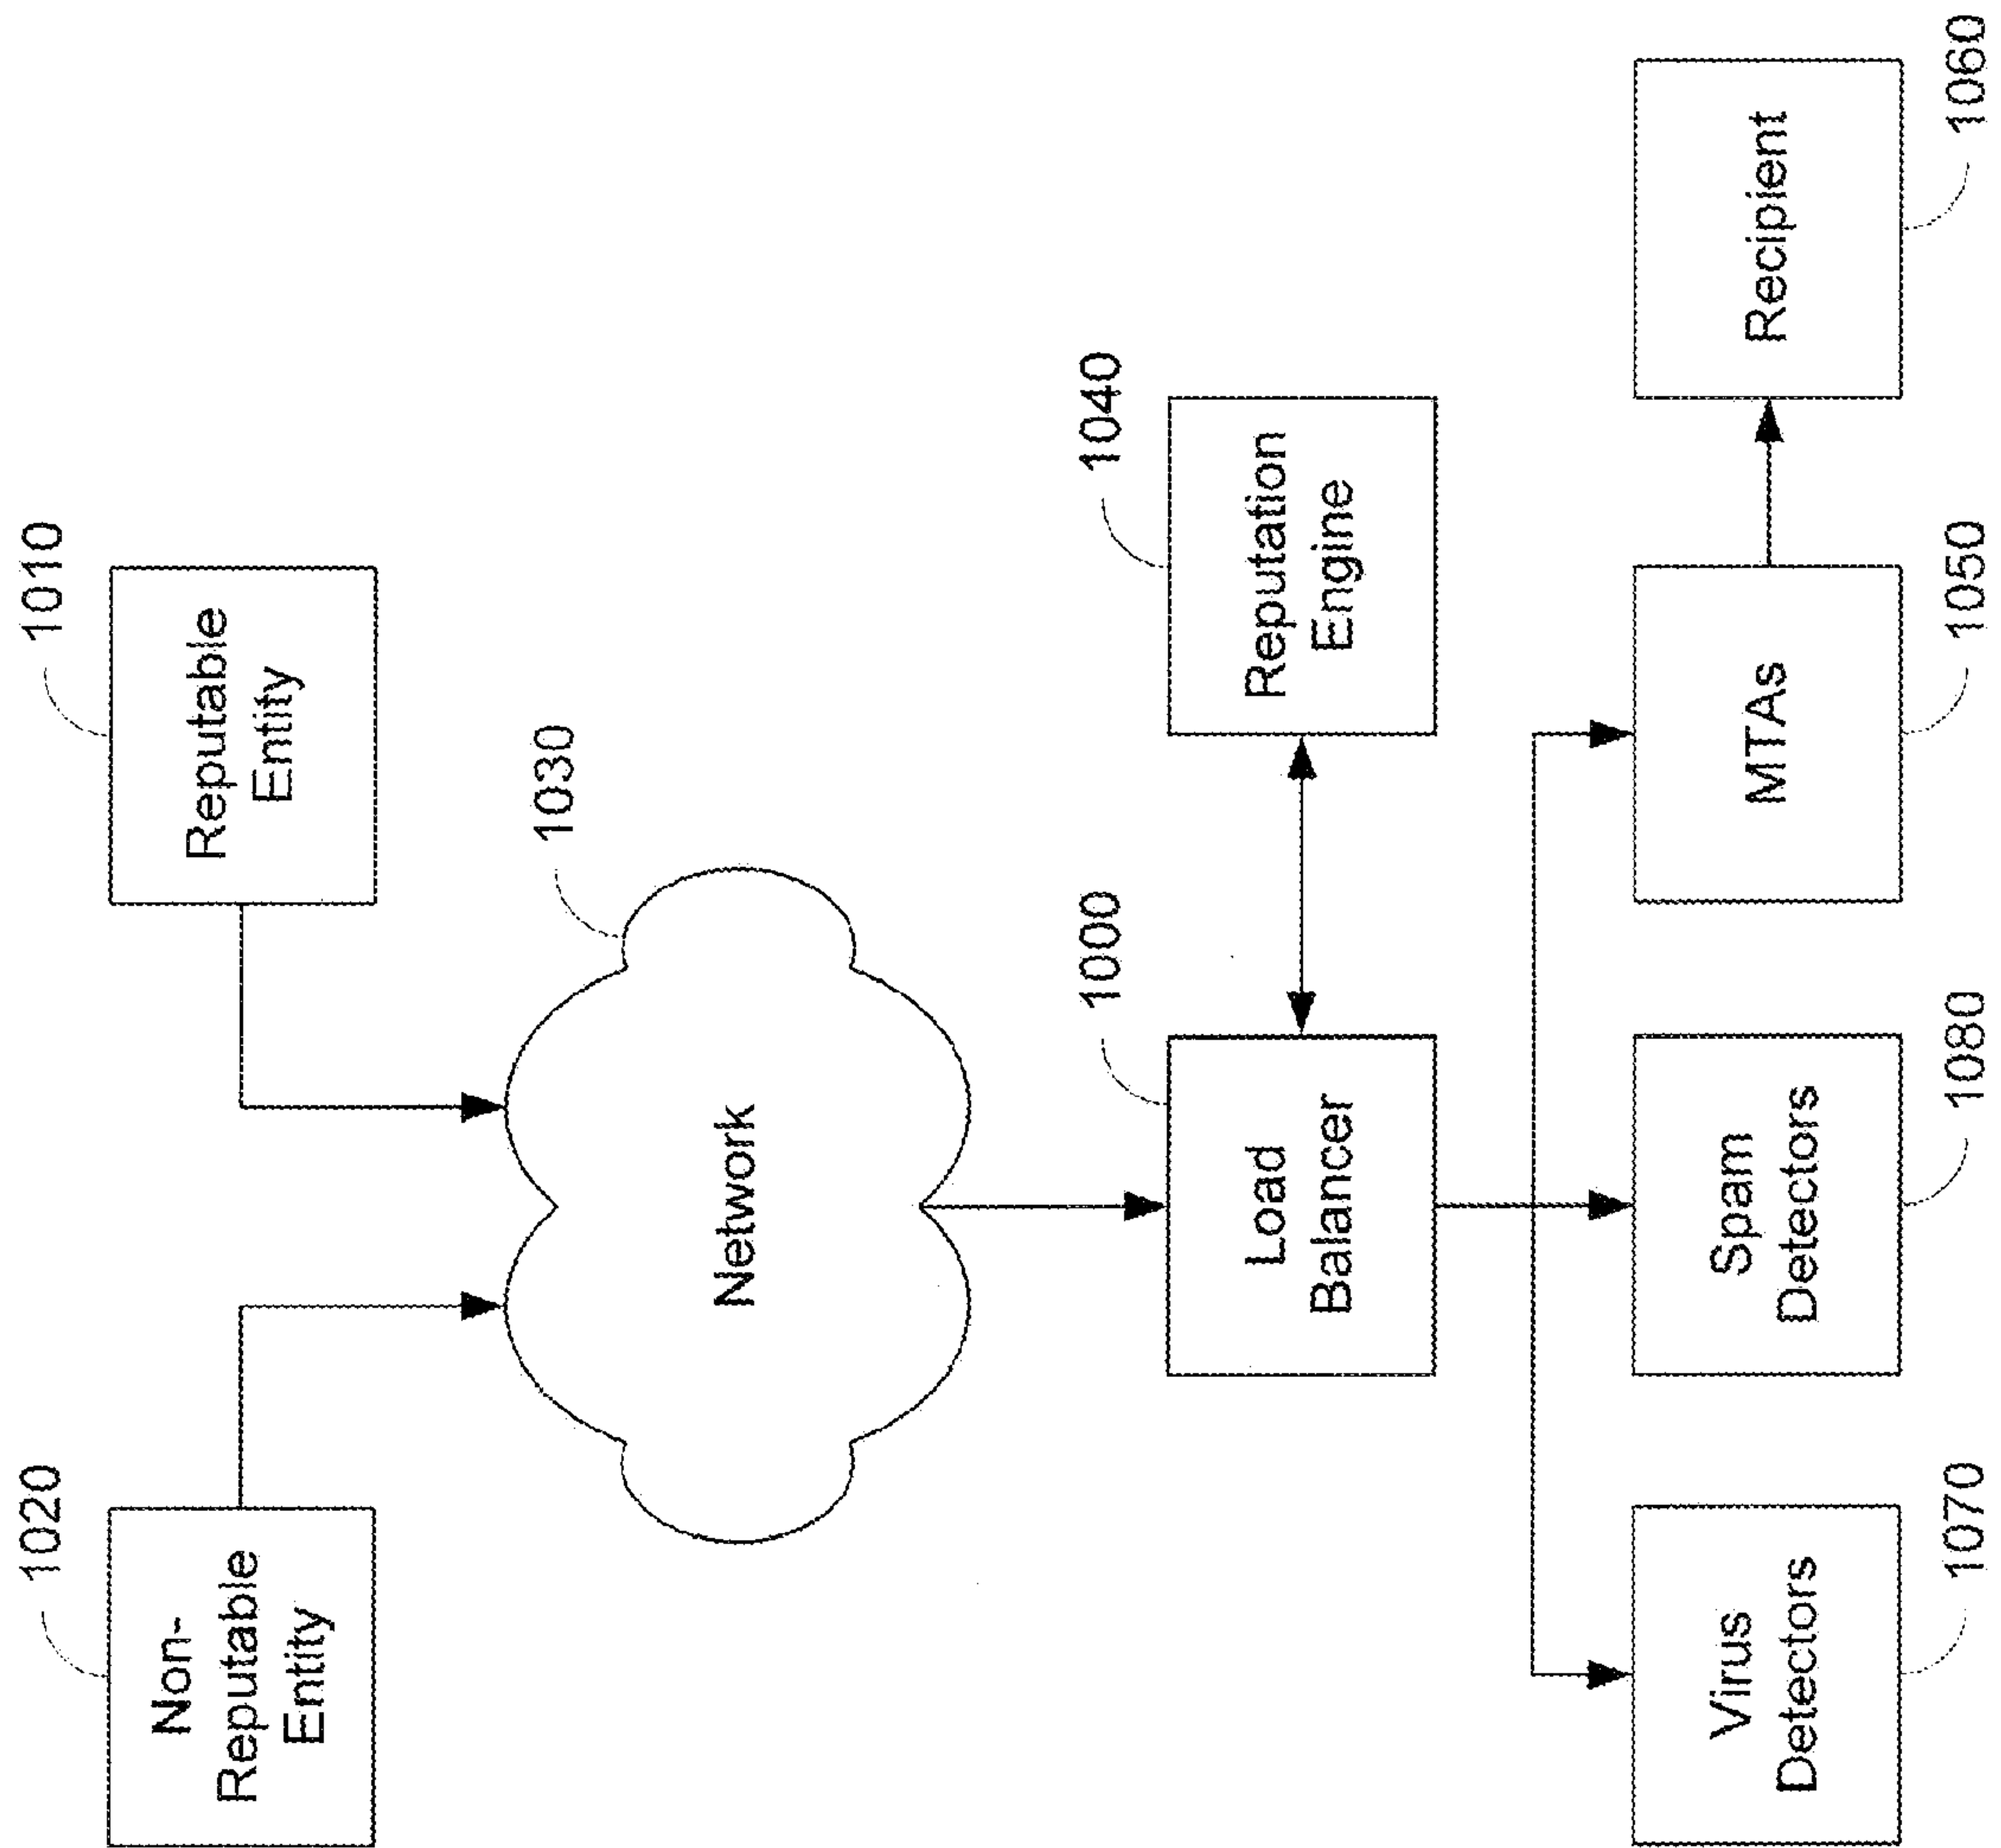 1020
Non-
Reputable
Entity
1010
Reputable
Entity
1030
Network
1000
Load
Balancer
1040
Reputation
Engine
Virus
Detectors
1070
Spam
Detectors
1080
MTAs
1050
Recipient
1060